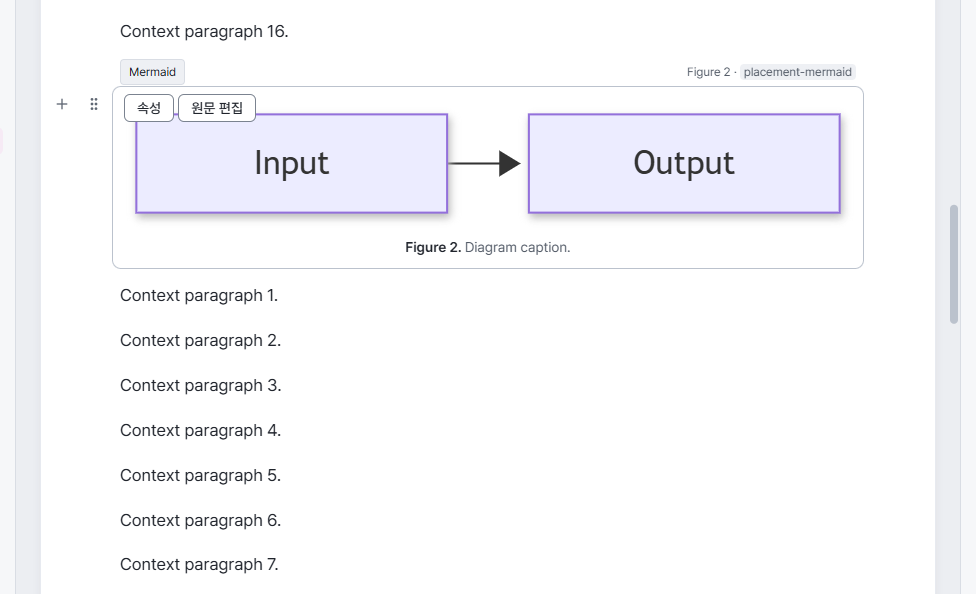 Context paragraph 16.
Mermaid
Figure 2 · placement-mermaid
속성
원문 편집
Input
Output
Figure 2. Diagram caption.
Context paragraph 1.
Context paragraph 2.
Context paragraph 3.
Context paragraph 4.
Context paragraph 5.
Context paragraph 6.
Context paragraph 7.